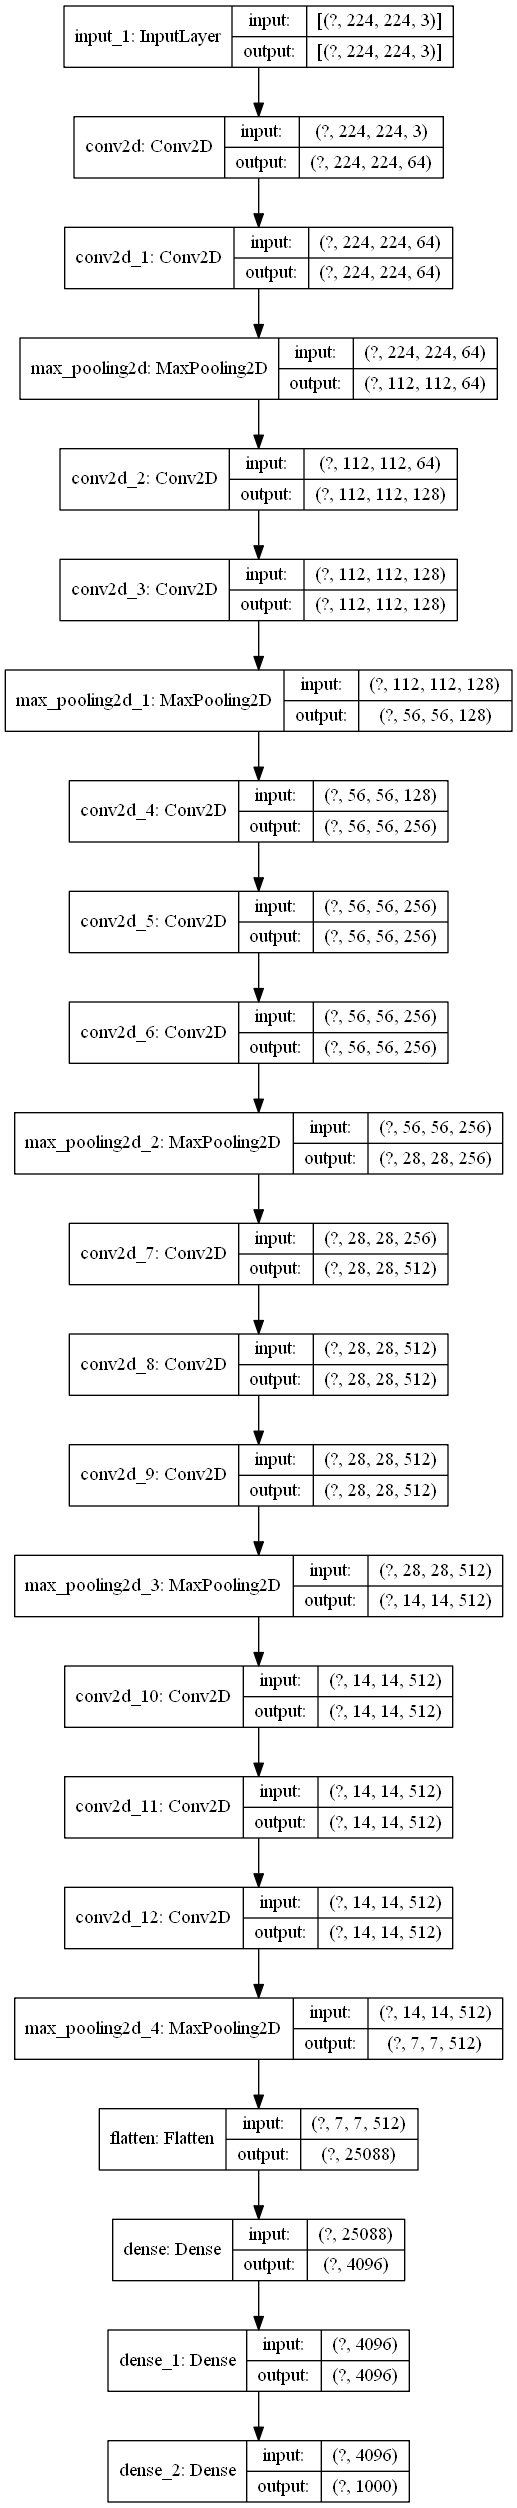 input_1: InputLayer input: [(?, 224, 224, 3)]
output: [(?, 224, 224, 3)]
conv2d: Conv2D input: (?, 224, 224, 3)
output: (?, 224, 224, 64)
conv2d_1: Conv2D input: (?, 224, 224, 64)
output: (?, 224, 224, 64)
max_pooling2d: MaxPooling2D input: (?, 224, 224, 64)
output: (?, 112, 112, 64)
conv2d_2: Conv2D input: (?, 112, 112, 64)
output: (?, 112, 112, 128)
conv2d_3: Conv2D input: (?, 112, 112, 128)
output: (?, 112, 112, 128)
max_pooling2d_1: MaxPooling2D input: (?, 112, 112, 128)
output: (?, 56, 56, 128)
conv2d_4: Conv2D input: (?, 56, 56, 128)
output: (?, 56, 56, 256)
conv2d_5: Conv2D input: (?, 56, 56, 256)
output: (?, 56, 56, 256)
conv2d_6: Conv2D input: (?, 56, 56, 256)
output: (?, 56, 56, 256)
max_pooling2d_2: MaxPooling2D input: (?, 56, 56, 256)
output: (?, 28, 28, 256)
conv2d_7: Conv2D input: (?, 28, 28, 256)
output: (?, 28, 28, 512)
conv2d_8: Conv2D input: (?, 28, 28, 512)
output: (?, 28, 28, 512)
conv2d_9: Conv2D input: (?, 28, 28, 512)
output: (?, 28, 28, 512)
max_pooling2d_3: MaxPooling2D input: (?, 28, 28, 512)
output: (?, 14, 14, 512)
conv2d_10: Conv2D input: (?, 14, 14, 512)
output: (?, 14, 14, 512)
conv2d_11: Conv2D input: (?, 14, 14, 512)
output: (?, 14, 14, 512)
conv2d_12: Conv2D input: (?, 14, 14, 512)
output: (?, 14, 14, 512)
max_pooling2d_4: MaxPooling2D input: (?, 14, 14, 512)
output: (?, 7, 7, 512)
flatten: Flatten input: (?, 7, 7, 512)
output: (?, 25088)
dense: Dense input: (?, 25088)
output: (?, 4096)
dense_1: Dense input: (?, 4096)
output: (?, 4096)
dense_2: Dense input: (?, 4096)
output: (?, 1000)